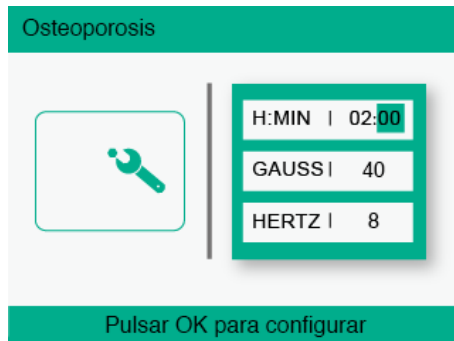 Osteoporosis
H:MIN | 02:00
GAUSS | 40
HERTZ | 8
Pulsar OK para configurar